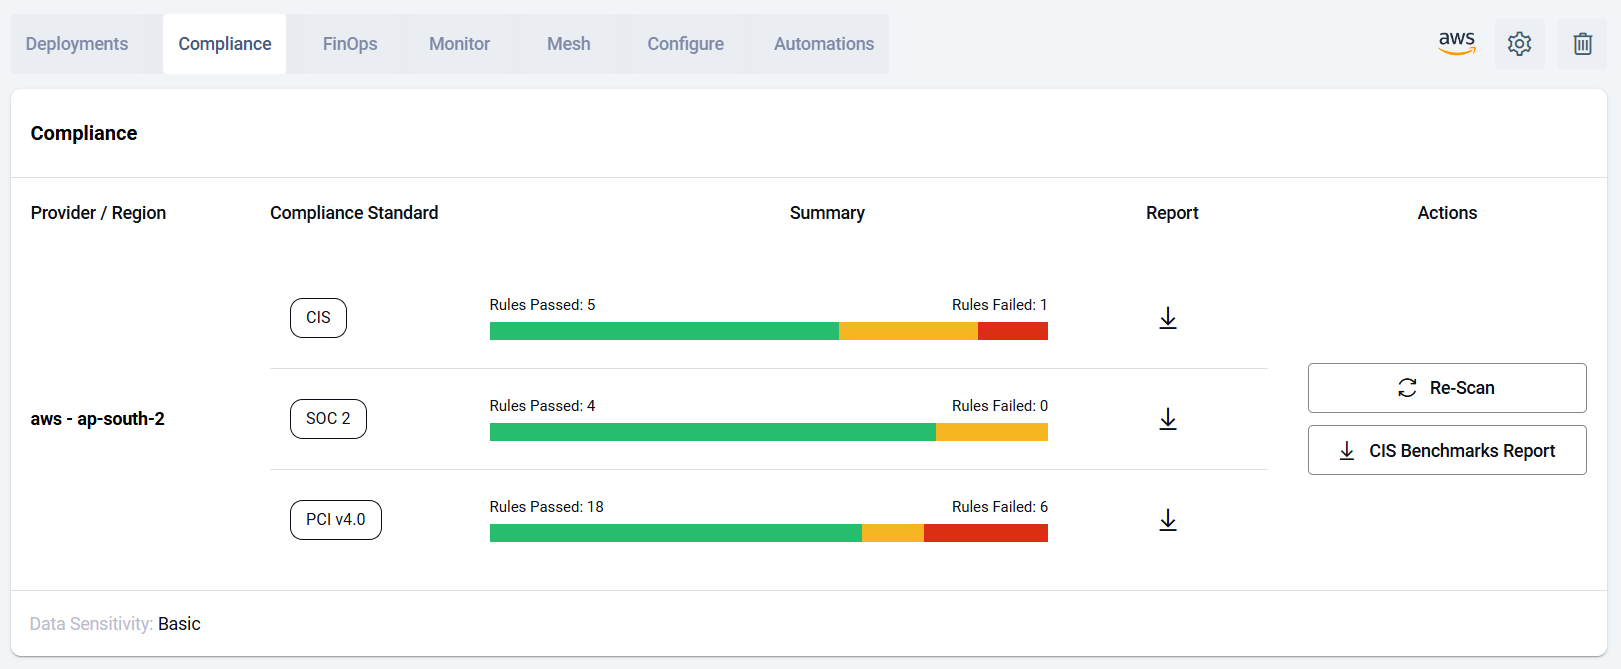 Deployments
Compliance
FinOps
Monitor
Mesh
Configure
Automations
aws
Compliance
Provider / Region
Compliance Standard
Summary
Report
Actions
aws - ap-south-2
CIS
Rules Passed: 5
Rules Failed: 1
SOC 2
Rules Passed: 4
Rules Failed: 0
PCI v4.0
Rules Passed: 18
Rules Failed: 6
Re-Scan
CIS Benchmarks Report
Data Sensitivity: Basic